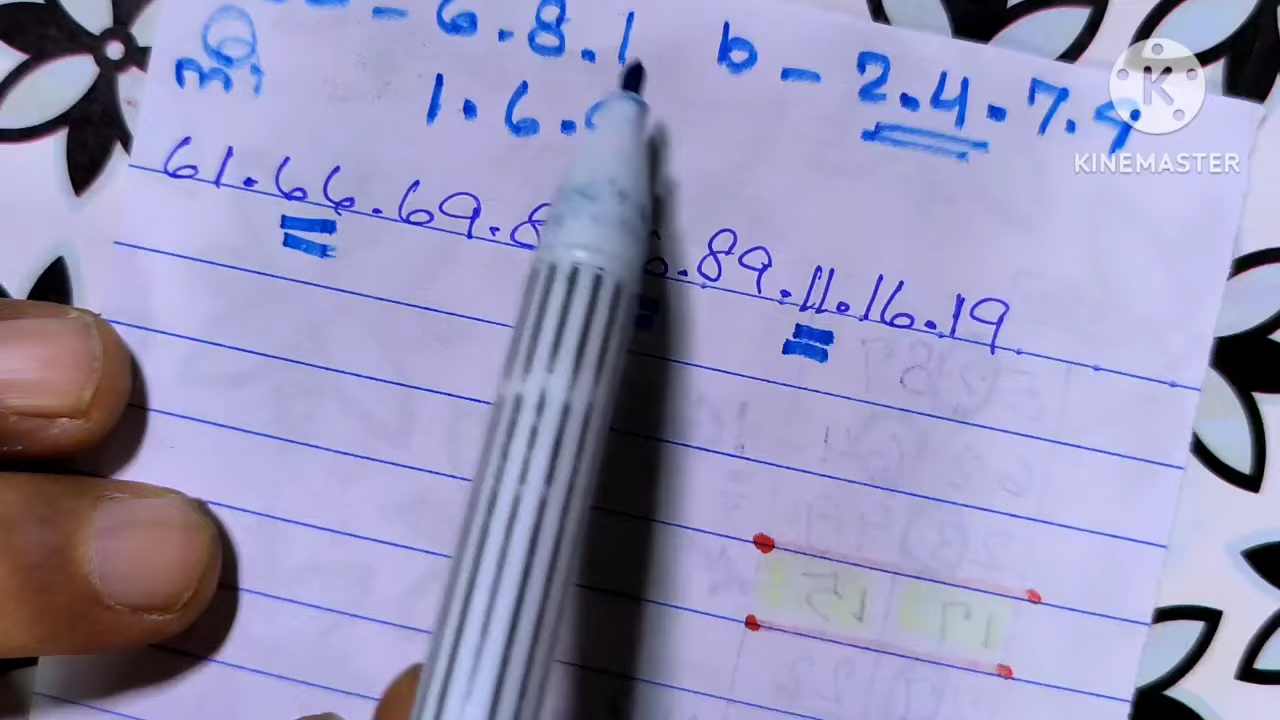 - 6.8.1 b - 2.4.7.9
1.6.
61.66.69.8 .89.11.16.19
K
KINEMASTER